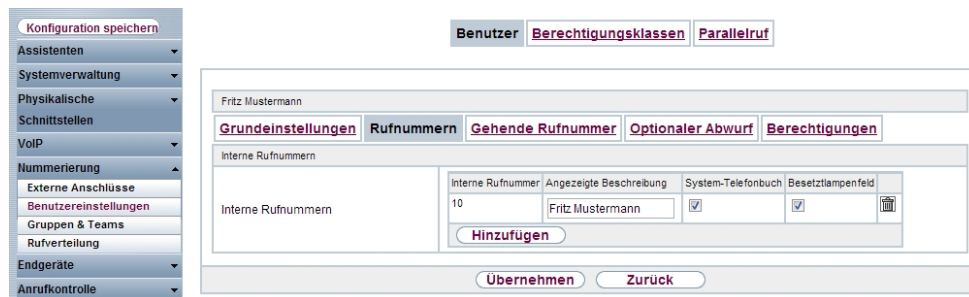 Konfiguration speichern
Assistenten
Systemverwaltung
Physikalische
Schnittstellen
VoIP
Nummerierung
Externe Anschlüsse
Benutzereinstellungen
Gruppen & Teams
Rufverteilung
Endgeräte
Anrufkontrolle
Benutzer Berechtigungsklassen Parallelruf
Fritz Mustermann
Grundeinstellungen Rufnummern Gehende Rufnummer Optionaler Abwurf Berechtigungen
Interne Rufnummern
Interne Rufnummer Angezeigte Beschreibung System-Telefonbuch Besetztlampenfeld
Interne Rufnummern
10 Fritz Mustermann
Hinzufügen
Übernehmen Zurück